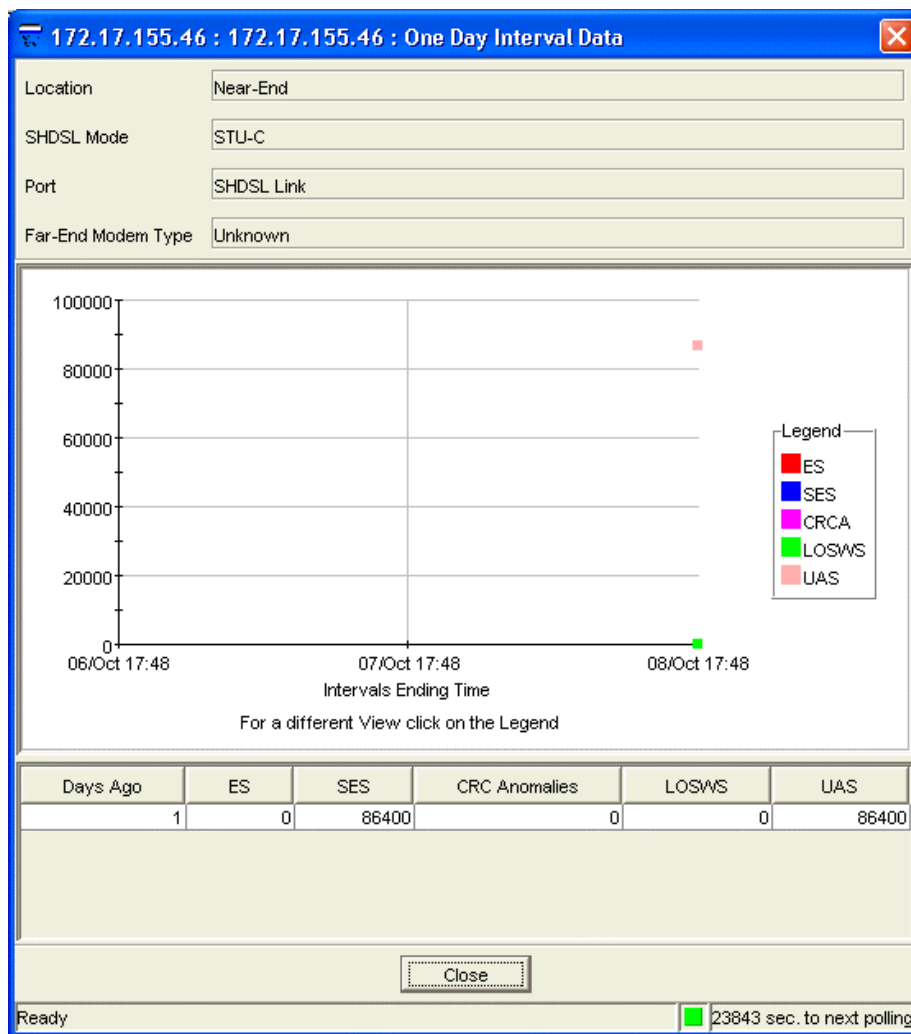 172.17.155.46 : 172.17.155.46 : One Day Interval Data
Location Near-End
SHDSL Mode STU-C
Port SHDSL Link
Far-End Modem Type Unknown
100000
80000
60000
40000
20000
0
06/Oct 17:48 07/Oct 17:48 08/Oct 17:48
Intervals Ending Time
For a different View click on the Legend
Legend
ES
SES
CRCA
LOSWS
UAS
Days Ago ES SES CRC Anomalies LOSWS UAS
1 0 86400 0 0 86400
Close
Ready 23843 sec. to next polling